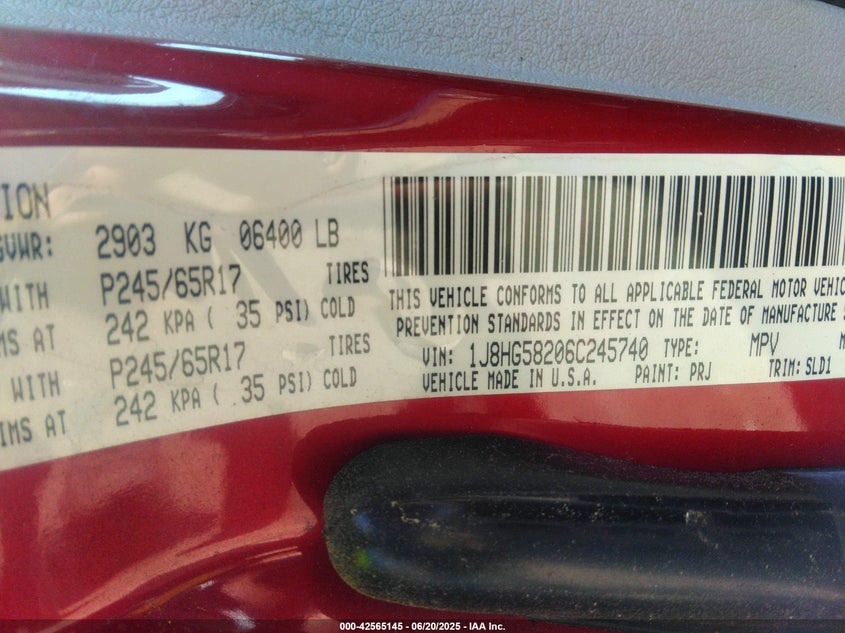 ION
GVWR: 2903 KG 06400 LB
WITH P245/65R17 TIRES
MS AT 242 KPA ( 35 PSI) COLD
WITH P245/65R17 TIRES
IMS AT 242 KPA ( 35 PSI) COLD
THIS VEHICLE CONFORMS TO ALL APPLICABLE FEDERAL MOTOR VEHIC
PREVENTION STANDARDS IN EFFECT ON THE DATE OF MANUFACTURE S
VIN: 1J8HG58206C245740 TYPE: MPV
VEHICLE MADE IN U.S.A. PAINT: PRJ TRIM: SLD1
000-42565145 - 06/20/2025 - IAA Inc.